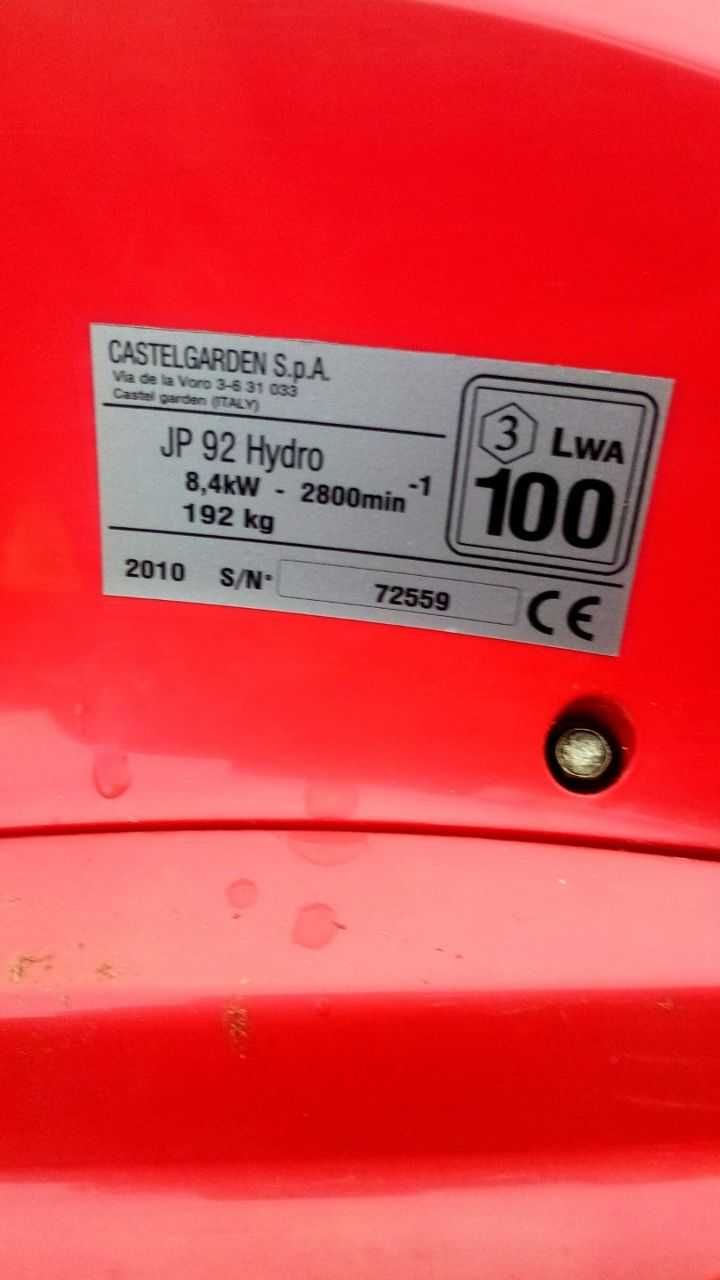 CASTELGARDEN S.p.A.
Via de la Voro 3-6 31 033
Castel garden (ITALY)
JP 92 Hydro
8,4kW - 2800min-1
192 kg
3 LWA
100
2010 S/N° 72559
CE